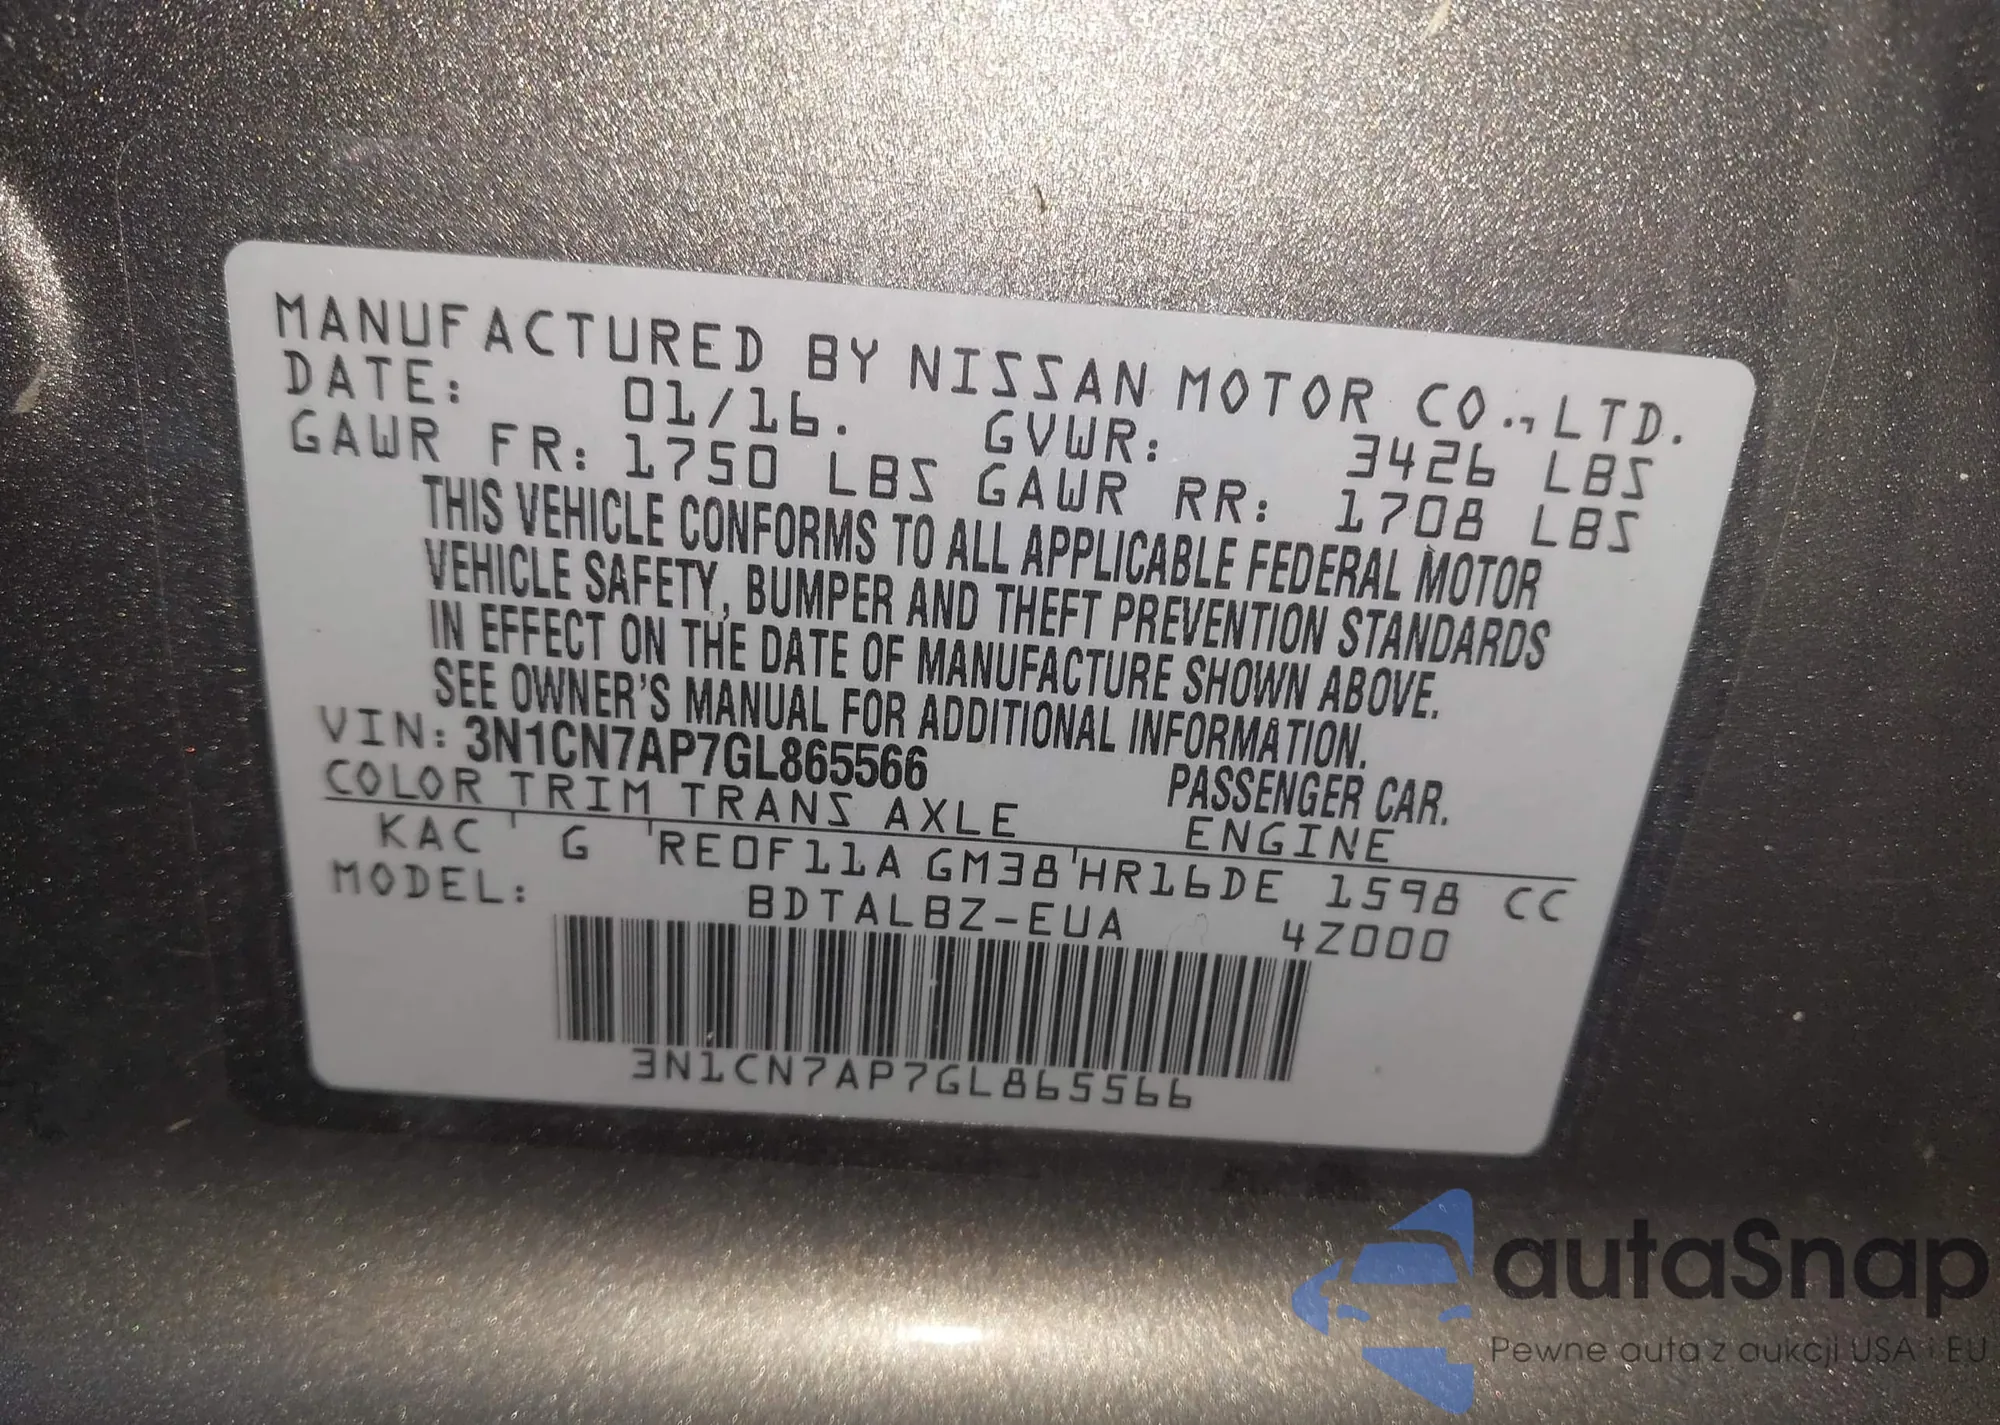 MANUFACTURED BY NISSAN MOTOR CO.,LTD.
DATE: 01/16. GVWR: 3426 LBS
GAWR FR: 1750 LBS GAWR RR: 1708 LBS
THIS VEHICLE CONFORMS TO ALL APPLICABLE FEDERAL MOTOR
VEHICLE SAFETY, BUMPER AND THEFT PREVENTION STANDARDS
IN EFFECT ON THE DATE OF MANUFACTURE SHOWN ABOVE.
SEE OWNER'S MANUAL FOR ADDITIONAL INFORMATION.
VIN: 3N1CN7AP7GL865566 PASSENGER CAR.
COLOR TRIM TRANS AXLE ENGINE
KAC G RE0F11A GM38 HR16DE 1598 CC
MODEL: BDTALBZ-EUA 4Z000
3N1CN7AP7GL865566
autaSnap
Pewne auta z aukcji USA i EU